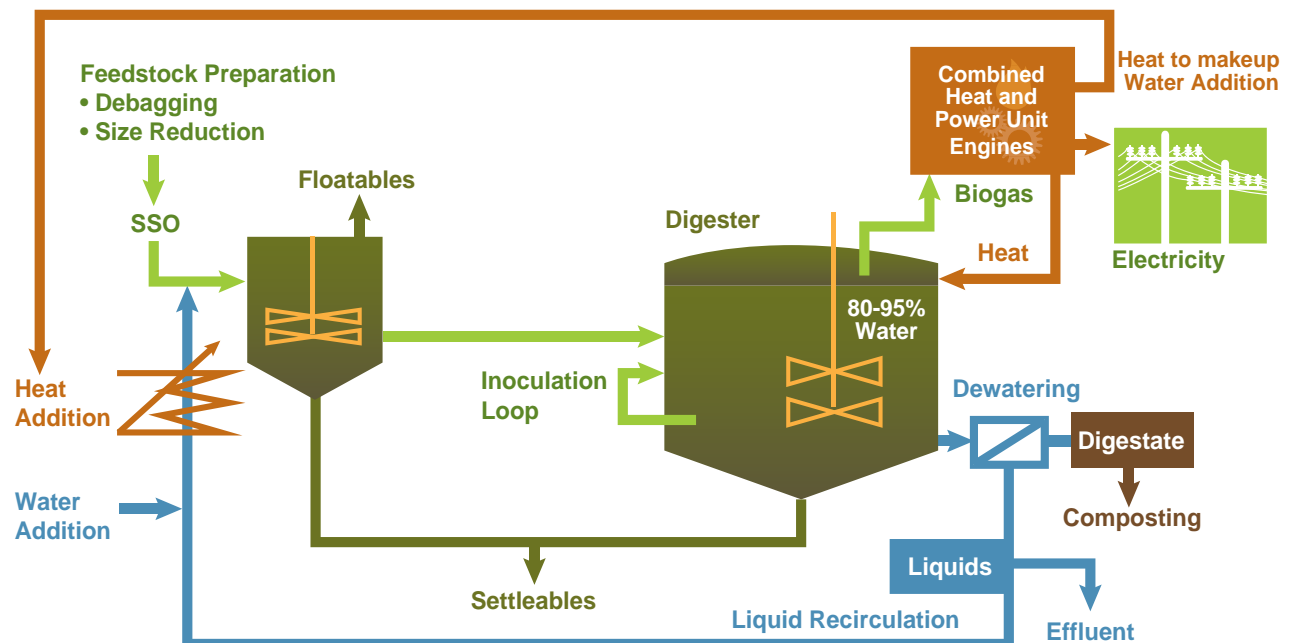 Feedstock Preparation
• Debagging
• Size Reduction
SSO
Floatables
Digester
Biogas
Combined
Heat and
Power Unit
Engines
Heat to makeup
Water Addition
Electricity
Heat
80-95%
Water
Inoculation
Loop
Heat
Addition
Water
Addition
Dewatering
Digestate
Composting
Settleables
Liquids
Liquid Recirculation
Effluent